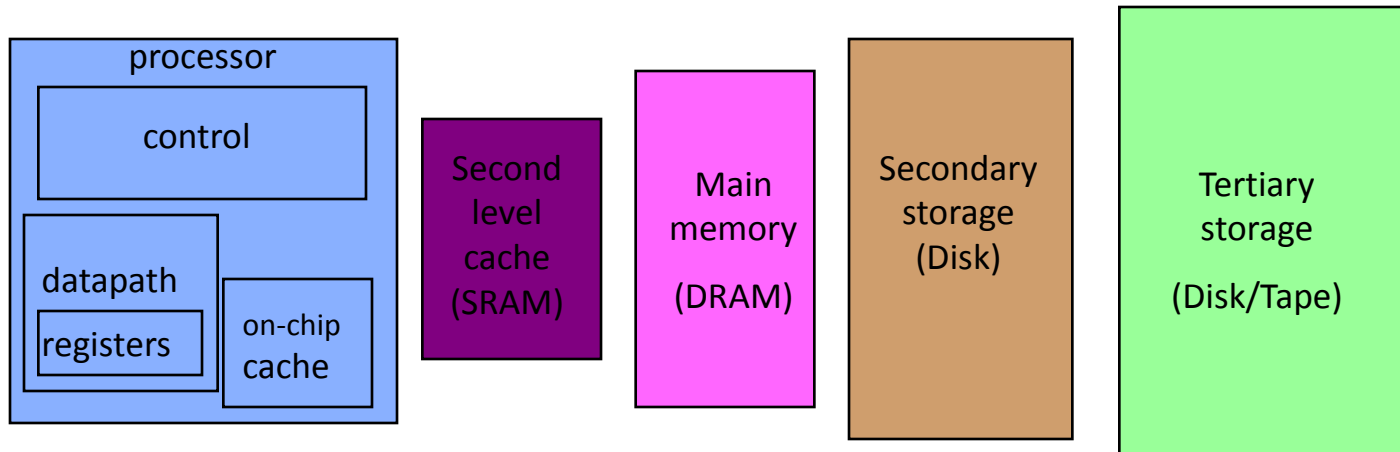 processor
control
datapath
registers
on-chip
cache
Second
level
cache
(SRAM)
Main
memory
(DRAM)
Secondary
storage
(Disk)
Tertiary
storage
(Disk/Tape)